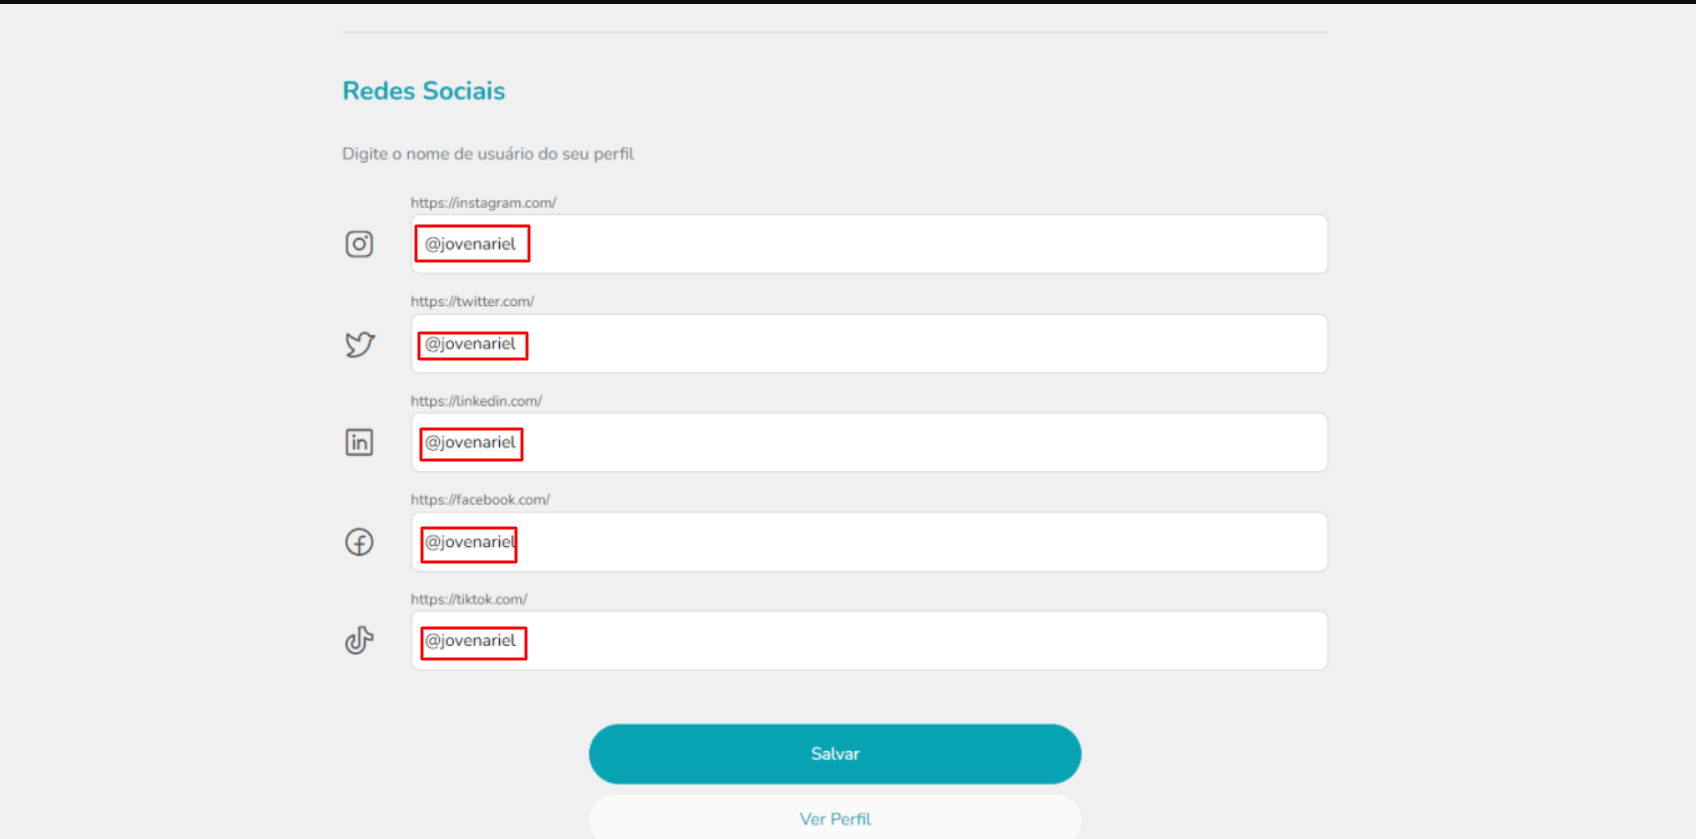 Redes Sociais
Digite o nome de usuário do seu perfil
https://instagram.com/
@jovenariel
https://twitter.com/
@jovenariel
https://linkedin.com/
in
@jovenariel
https://facebook.com/
@jovenariel
https://tiktok.com/
@jovenariel
Salvar
Ver Perfil